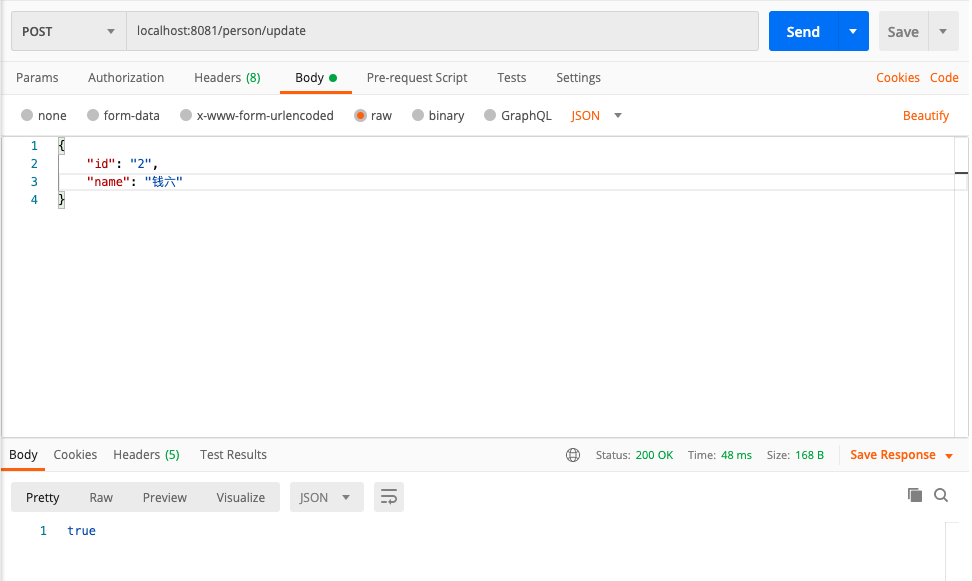 POST localhost:8081/person/update Send Save
Params Authorization Headers (8) Body Pre-request Script Tests Settings Cookies Code
none form-data x-www-form-urlencoded raw binary GraphQL JSON Beautify
1 {
2 "id": "2",
3 "name": "钱六"
4 }
Body Cookies Headers (5) Test Results Status: 200 OK Time: 48 ms Size: 168 B Save Response
Pretty Raw Preview Visualize JSON
1 true